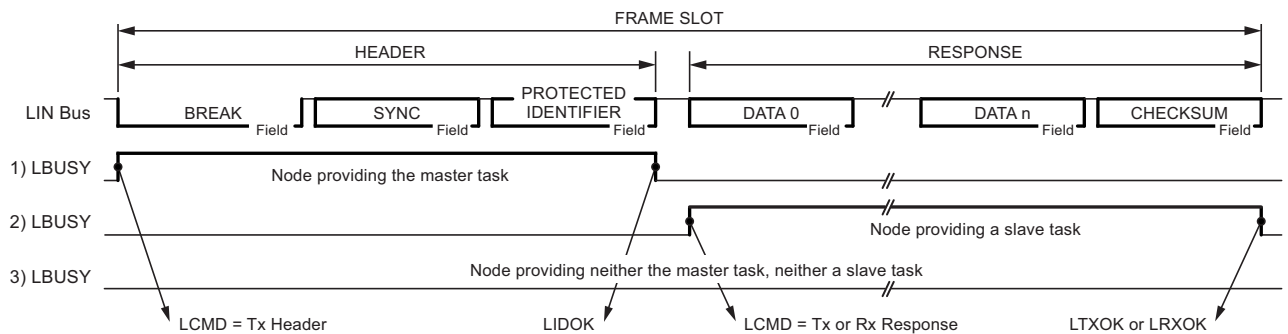 FRAME SLOT
HEADER RESPONSE
LIN Bus BREAK Field SYNC Field PROTECTED IDENTIFIER Field DATA 0 Field DATA n Field CHECKSUM Field
1) LBUSY Node providing the master task
2) LBUSY Node providing a slave task
3) LBUSY Node providing neither the master task, neither a slave task
LCMD = Tx Header LIDOK LCMD = Tx or Rx Response LTXOK or LRXOK